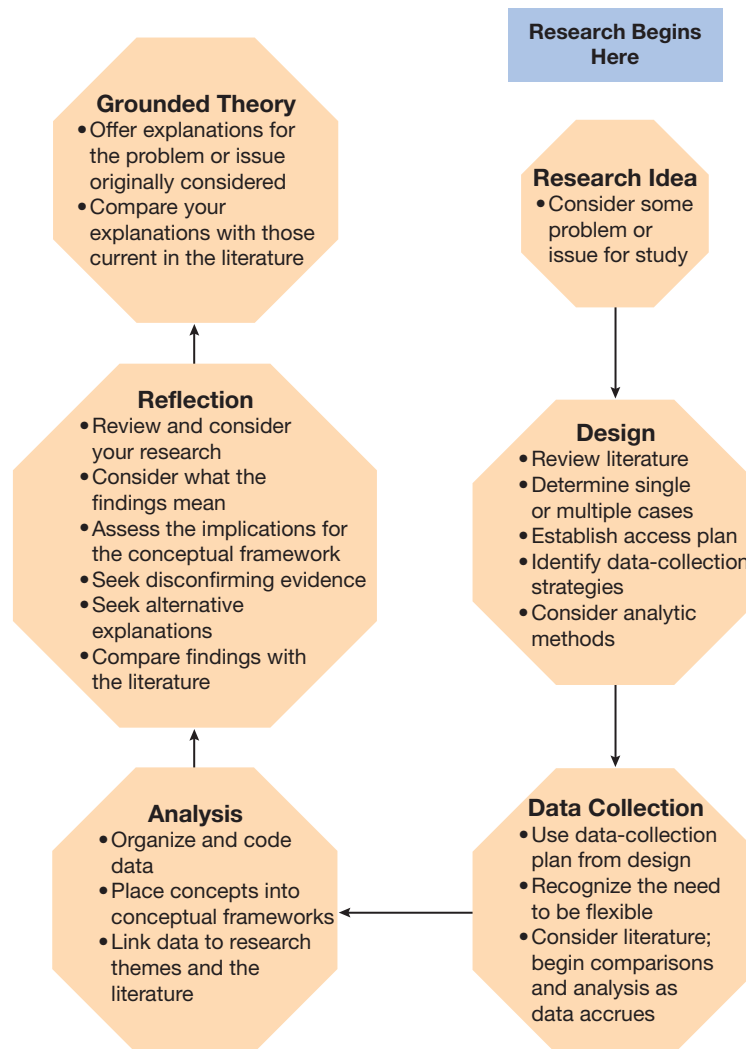 Research Begins
Here
Research Idea
• Consider some
problem or
issue for study
Design
• Review literature
• Determine single
or multiple cases
• Establish access plan
• Identify data-collection
strategies
• Consider analytic
methods
Data Collection
• Use data-collection
plan from design
• Recognize the need
to be flexible
• Consider literature;
begin comparisons
and analysis as
data accrues
Analysis
• Organize and code
data
• Place concepts into
conceptual frameworks
• Link data to research
themes and the
literature
Reflection
• Review and consider
your research
• Consider what the
findings mean
• Assess the implications for
the conceptual framework
• Seek disconfirming evidence
• Seek alternative
explanations
• Compare findings with
the literature
Grounded Theory
• Offer explanations for
the problem or issue
originally considered
• Compare your
explanations with those
current in the literature